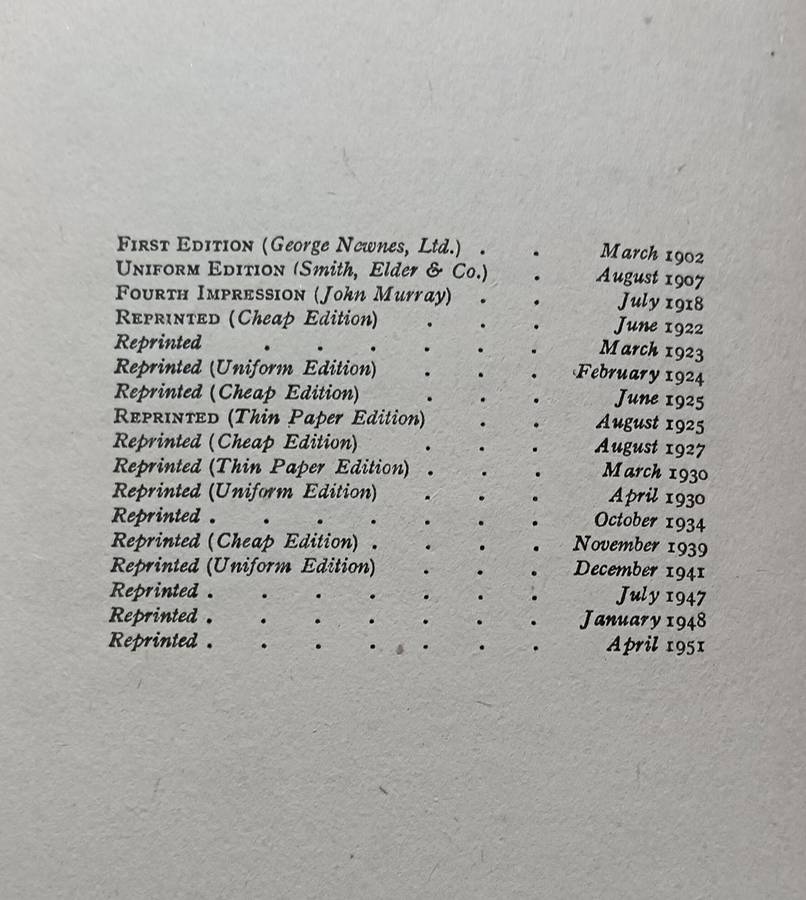 FIRST EDITION (George Newnes, Ltd.) . . March 1902
UNIFORM EDITION (Smith, Elder & Co.) . August 1907
FOURTH IMPRESSION (John Murray) . . July 1918
REPRINTED (Cheap Edition) . . . June 1922
Reprinted . . . . . . March 1923
Reprinted (Uniform Edition) . . . February 1924
Reprinted (Cheap Edition) . . . June 1925
REPRINTED (Thin Paper Edition) . . August 1925
Reprinted (Cheap Edition) . . . August 1927
Reprinted (Thin Paper Edition) . . . March 1930
Reprinted (Uniform Edition) . . . April 1930
Reprinted . . . . . . . October 1934
Reprinted (Cheap Edition) . . . . November 1939
Reprinted (Uniform Edition) . . . December 1941
Reprinted . . . . . . . July 1947
Reprinted . . . . . . . January 1948
Reprinted . . . . . . . April 1951